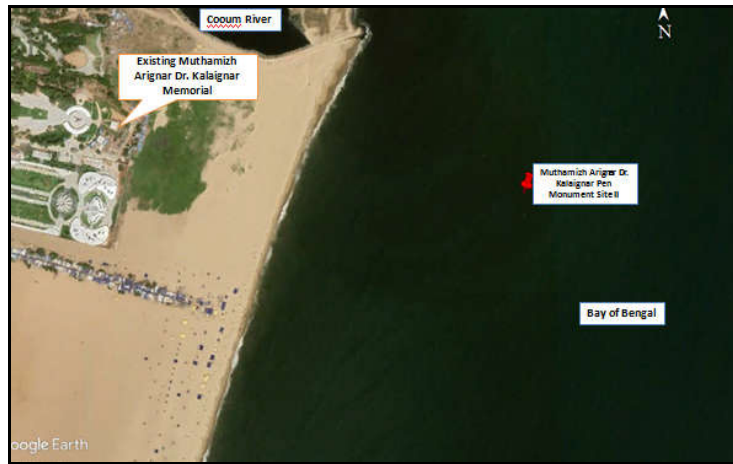 Cooum River
N
Existing Muthamizh
Arignar Dr. Kalaignar
Memorial
Muthamizh Arignar Dr.
Kalaignar Pen
Monument Site II
Bay of Bengal
oogle Earth